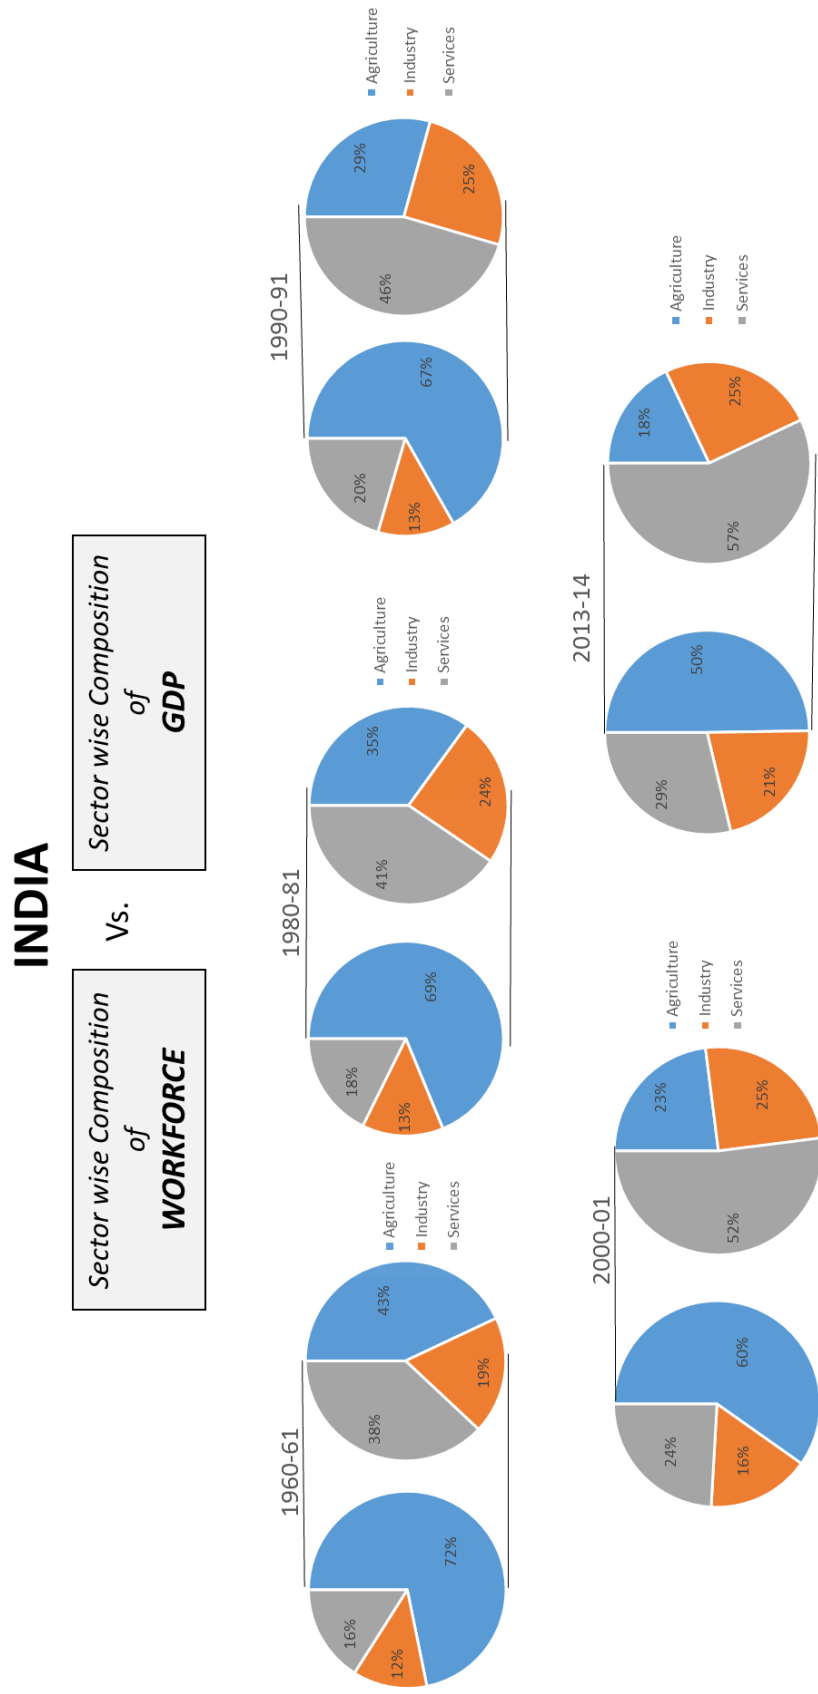 INDIA
Sector wise Composition
of
WORKFORCE
Vs.
Sector wise Composition
of
GDP
1960-61
72%
12%
16%
43%
19%
38%
Agriculture
Industry
Services
1980-81
69%
13%
18%
35%
24%
41%
Agriculture
Industry
Services
1990-91
67%
13%
20%
29%
25%
46%
Agriculture
Industry
Services
2000-01
60%
16%
24%
23%
25%
52%
Agriculture
Industry
Services
2013-14
50%
21%
29%
18%
25%
57%
Agriculture
Industry
Services